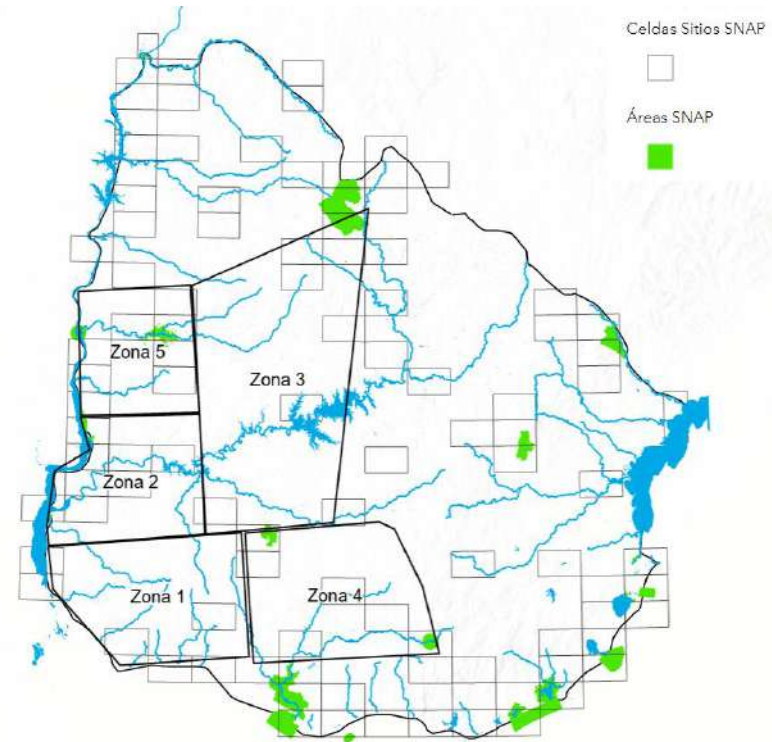 Celdas Sitios SNAP
Áreas SNAP
Zona 5
Zona 3
Zona 2
Zona 1
Zona 4